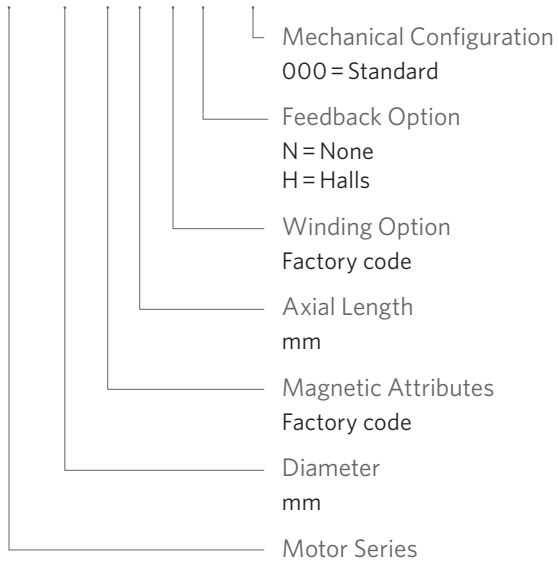 Mechanical Configuration
000 = Standard
Feedback Option
N = None
H = Halls
Winding Option
Factory code
Axial Length
mm
Magnetic Attributes
Factory code
Diameter
mm
Motor Series